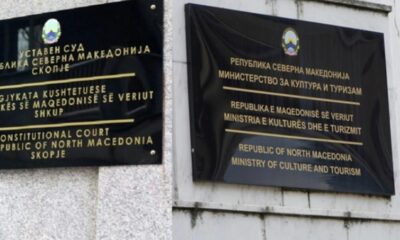 УСТАВЕН СУД
БЛИКА СЕВЕРНА МАКЕДОНИЈА
СКОПЈЕ
GJYKATA KUSHTETUESE
KËS SË MAQEDONISË SË VERIUT
SHKUP
CONSTITUTIONAL COURT
PUBLIC OF NORTH MACEDONIA
SKOPJE
РЕПУБЛИКА СЕВЕРНА МАКЕДОНИЈА
МИНИСТЕРСТВО ЗА КУЛТУРА И ТУРИЗАМ
REPUBLIKA E MAQEDONISË SË VERIUT
MINISTRIA E KULTURËS DHE E TURIZMIT
REPUBLIC OF NORTH MACEDONIA
MINISTRY OF CULTURE AND TOURISM